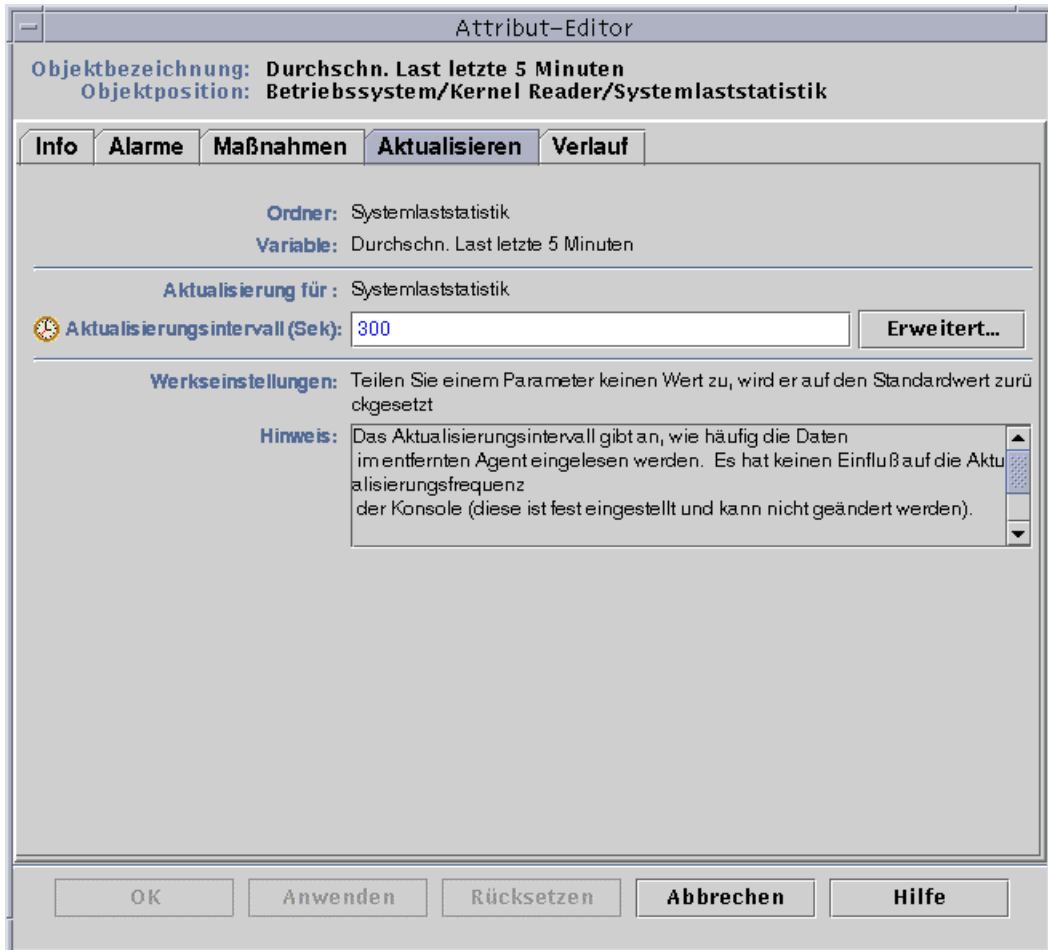 Attribut-Editor
Objektbezeichnung: Durchschn. Last letzte 5 Minuten
Objektposition: Betriebssystem/Kernel Reader/Systemlaststatistik
Info Alarme Maßnahmen Aktualisieren Verlauf
Ordner: Systemlaststatistik
Variable: Durchschn. Last letzte 5 Minuten
Aktualisierung für : Systemlaststatistik
Aktualisierungsintervall (Sek): 300 Erweitert...
Werkseinstellungen: Teilen Sie einem Parameter keinen Wert zu, wird er auf den Standardwert zurü
ckgesetzt
Hinweis: Das Aktualisierungsintervall gibt an, wie häufig die Daten
im entfernten Agent eingelesen werden. Es hat keinen Einfluß auf die Aktu
alisierungsfrequenz
der Konsole (diese ist fest eingestellt und kann nicht geändert werden).
OK Anwenden Rücksetzen Abbrechen Hilfe